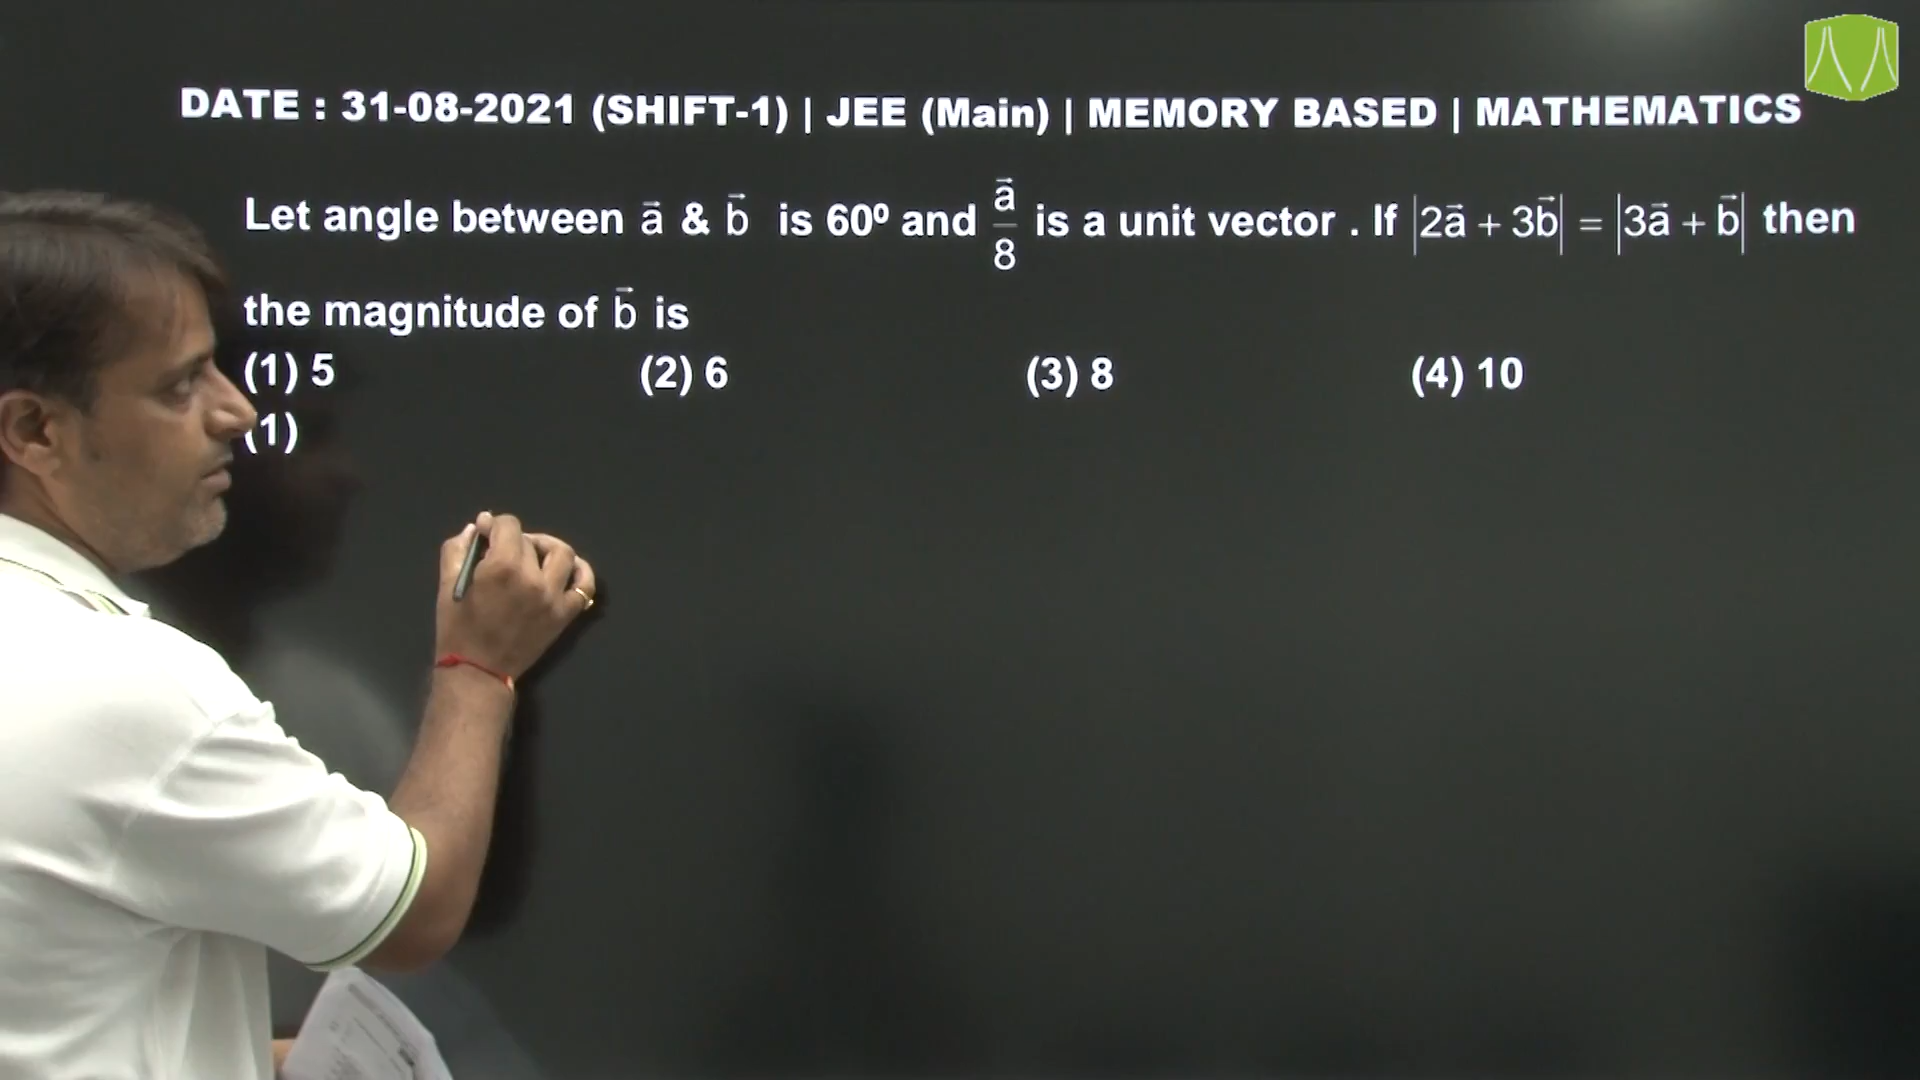 DATE : 31-08-2021 (SHIFT-1) | JEE (Main) | MEMORY BASED | MATHEMATICS
Let angle between a⃗ & b⃗ is 60º and a⃗/8 is a unit vector . If |2a⃗ + 3b⃗| = |3a⃗ + b⃗| then
the magnitude of b⃗ is
(1) 5 (2) 6 (3) 8 (4) 10
(1)